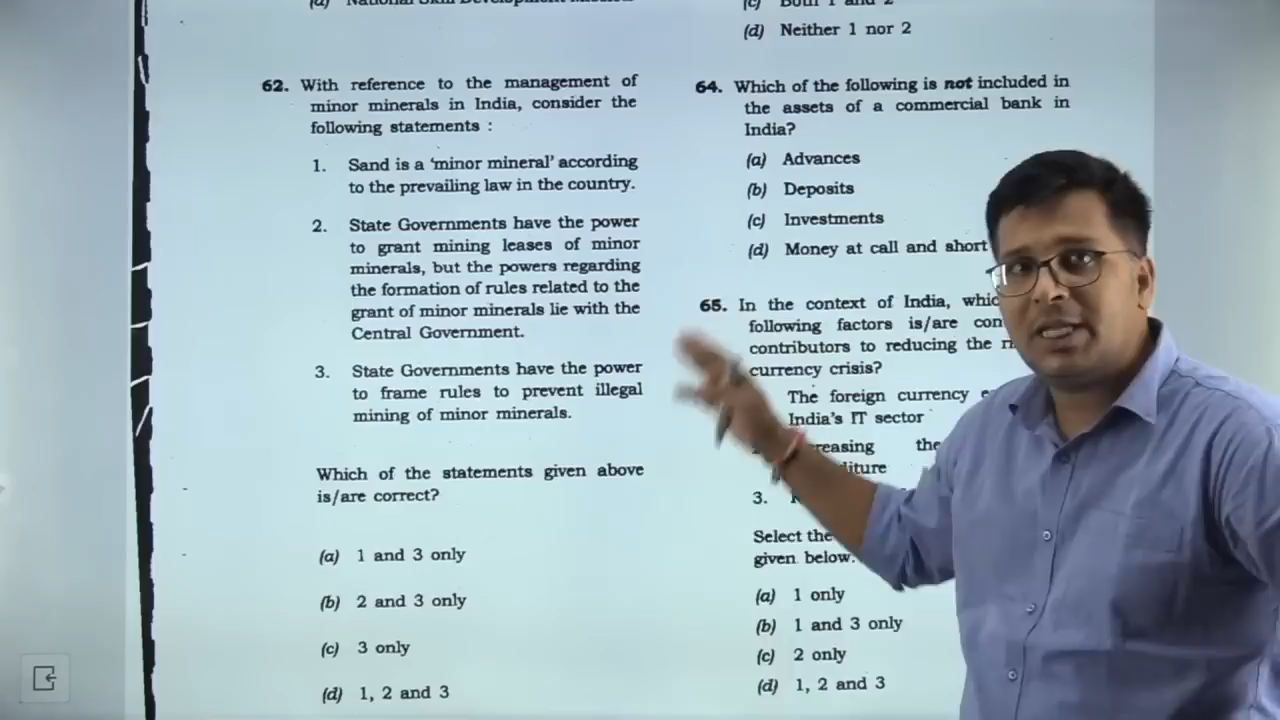 (d) National Skill Development Mission
62. With reference to the management of
minor minerals in India, consider the
following statements :
1. Sand is a ‘minor mineral’ according
to the prevailing law in the country.
2. State Governments have the power
to grant mining leases of minor
minerals, but the powers regarding
the formation of rules related to the
grant of minor minerals lie with the
Central Government.
3. State Governments have the power
to frame rules to prevent illegal
mining of minor minerals.
Which of the statements given above
is/are correct?
(a) 1 and 3 only
(b) 2 and 3 only
(c) 3 only
(d) 1, 2 and 3
(c) Both 1 and 2
(d) Neither 1 nor 2
64. Which of the following is not included in
the assets of a commercial bank in
India?
(a) Advances
(b) Deposits
(c) Investments
(d) Money at call and short
65. In the context of India,
following factors is/are
contributors to reducing the
currency crisis?
The foreign currency
India’s IT sector
the
3.
Select the
given below.
(a) 1 only
(b) 1 and 3 only
(c) 2 only
(d) 1, 2 and 3